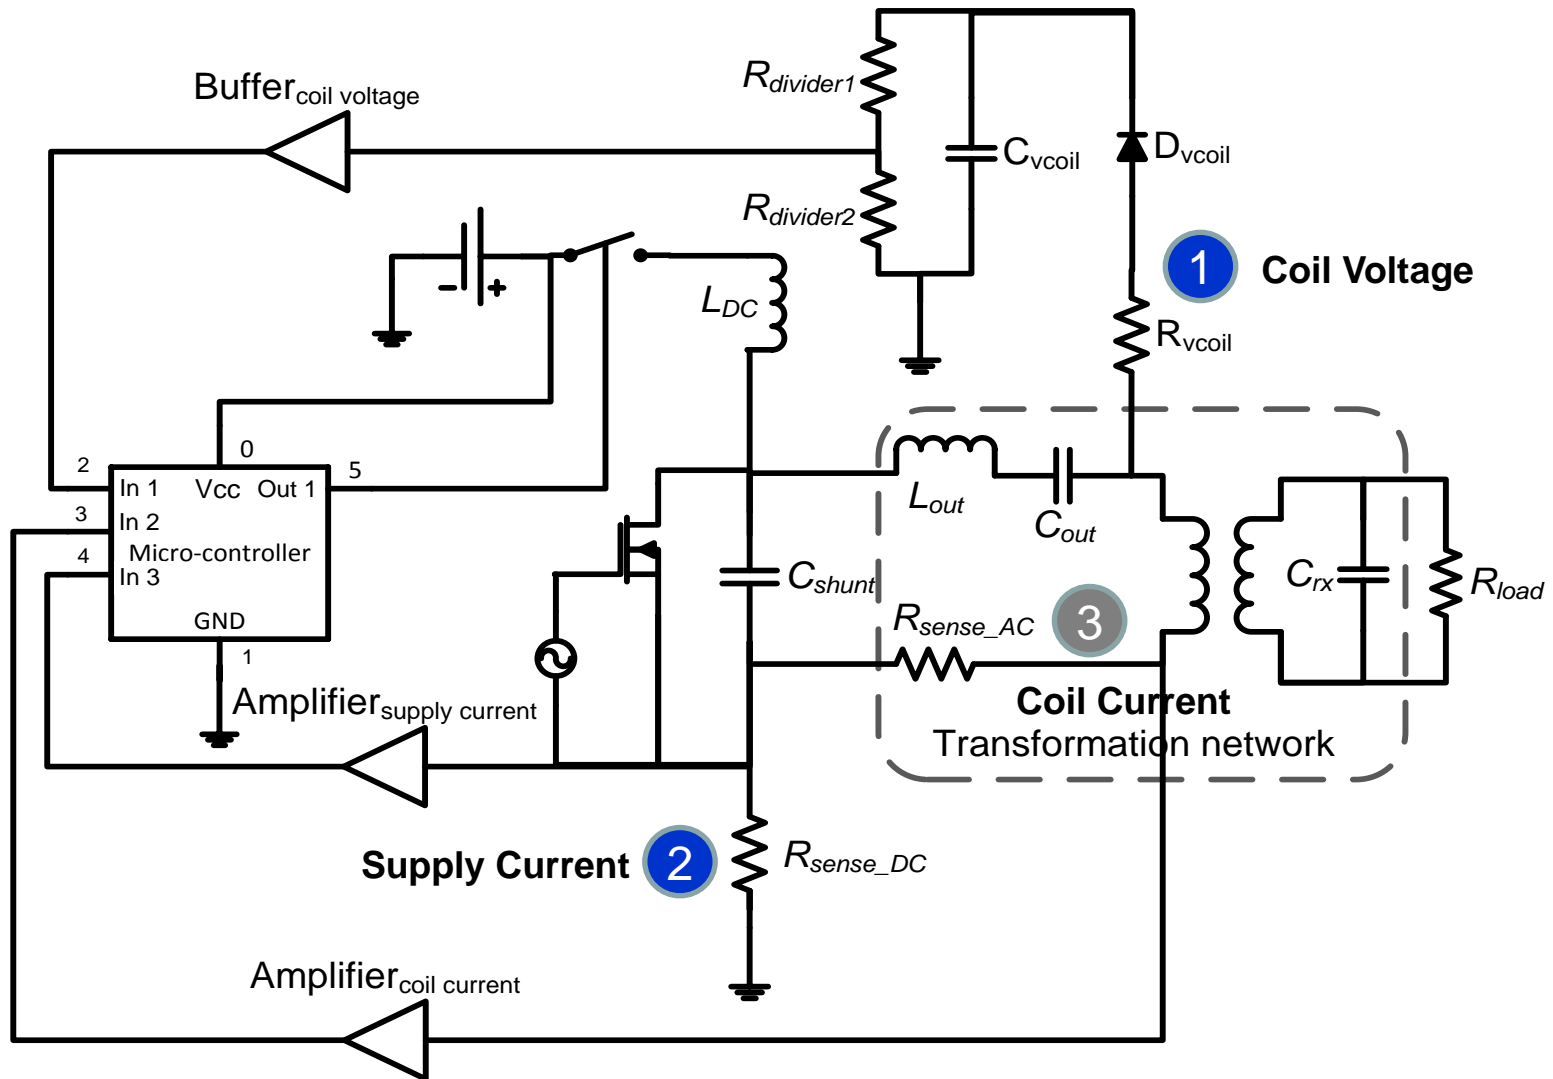 Rdivider1
Buffercoil voltage
Cvcoil
Dvcoil
Rdivider2
1 Coil Voltage
- +
LDC
Rvcoil
0
2
5
In 1 Vcc Out 1
3
In 2
Lout
Cout
4
Micro-controller
In 3
Cshunt
Crx
Rload
GND
Rsense_AC
3
1
Amplifiersupply current
Coil Current
Transformation network
Supply Current 2
Rsense_DC
Amplifiercoil current